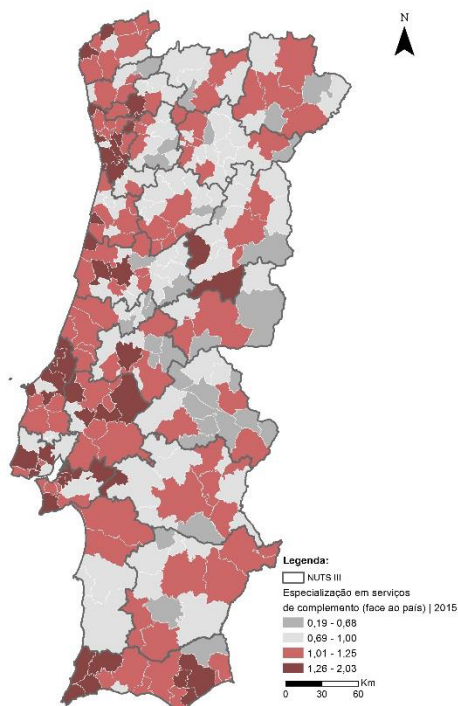 N
Legenda:
NUTS III
Especialização em serviços
de complemento (face ao país) | 2015
0,19 - 0,68
0,69 - 1,00
1,01 - 1,25
1,26 - 2,03
Km
0 30 60